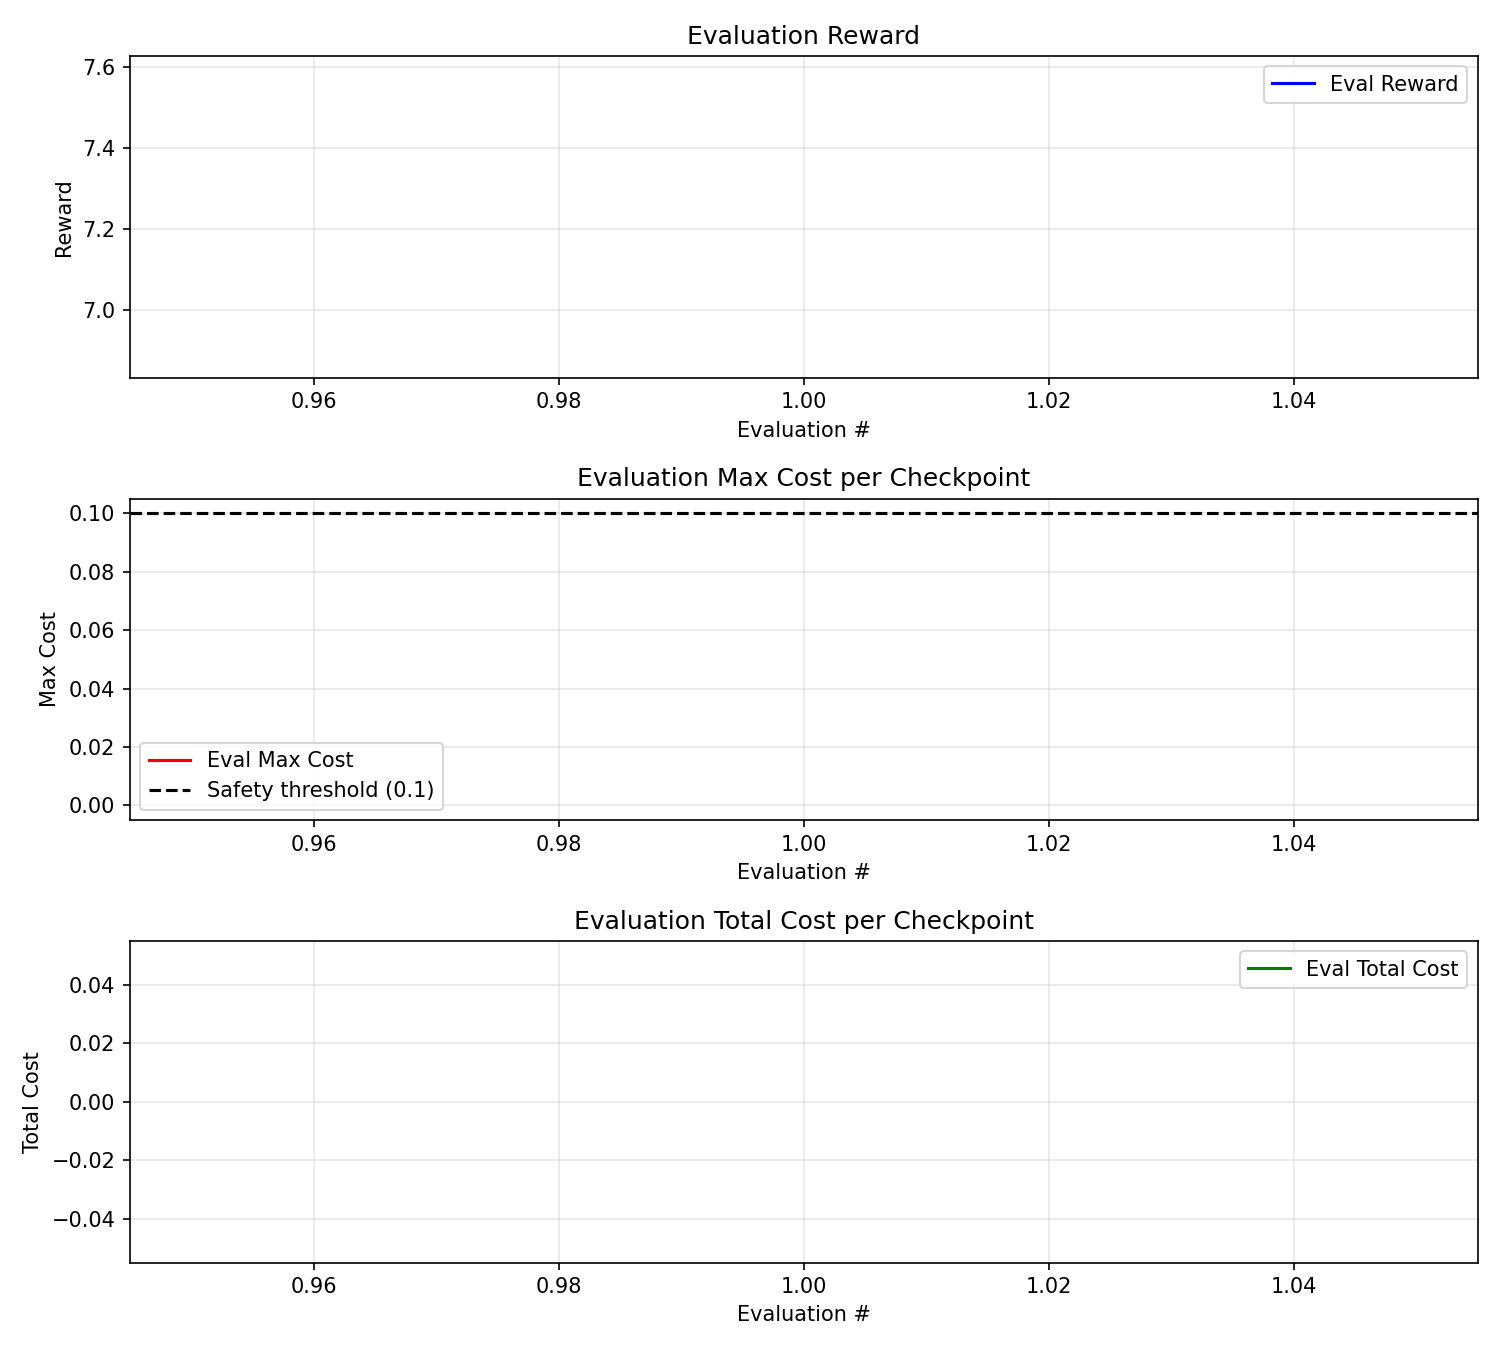 Evaluation Reward
Reward
7.6
7.4
7.2
7.0
Eval Reward
0.96 0.98 1.00 1.02 1.04
Evaluation #
Evaluation Max Cost per Checkpoint
Max Cost
0.10
0.08
0.06
0.04
0.02
0.00
Eval Max Cost
Safety threshold (0.1)
0.96 0.98 1.00 1.02 1.04
Evaluation #
Evaluation Total Cost per Checkpoint
Total Cost
0.04
0.02
0.00
−0.02
−0.04
Eval Total Cost
0.96 0.98 1.00 1.02 1.04
Evaluation #